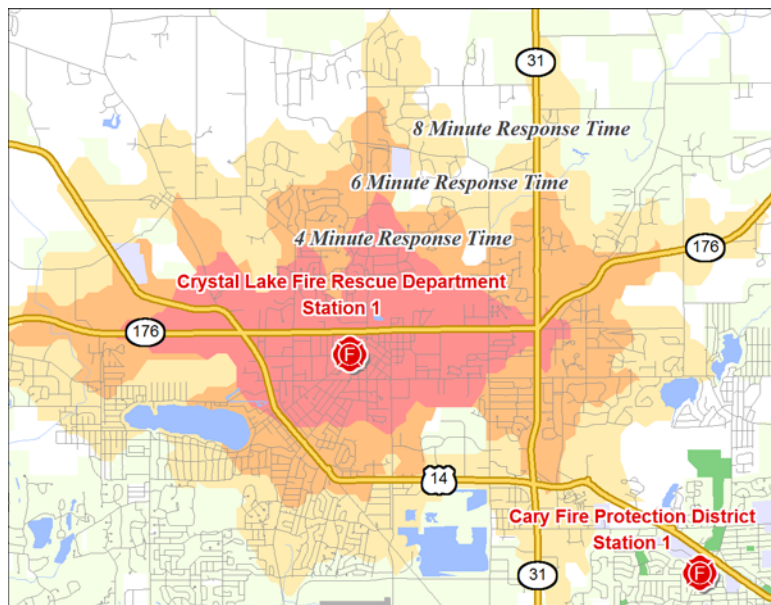 31
8 Minute Response Time
6 Minute Response Time
4 Minute Response Time
176
Crystal Lake Fire Rescue Department
Station 1
176
F
14
Cary Fire Protection District
Station 1
F
31